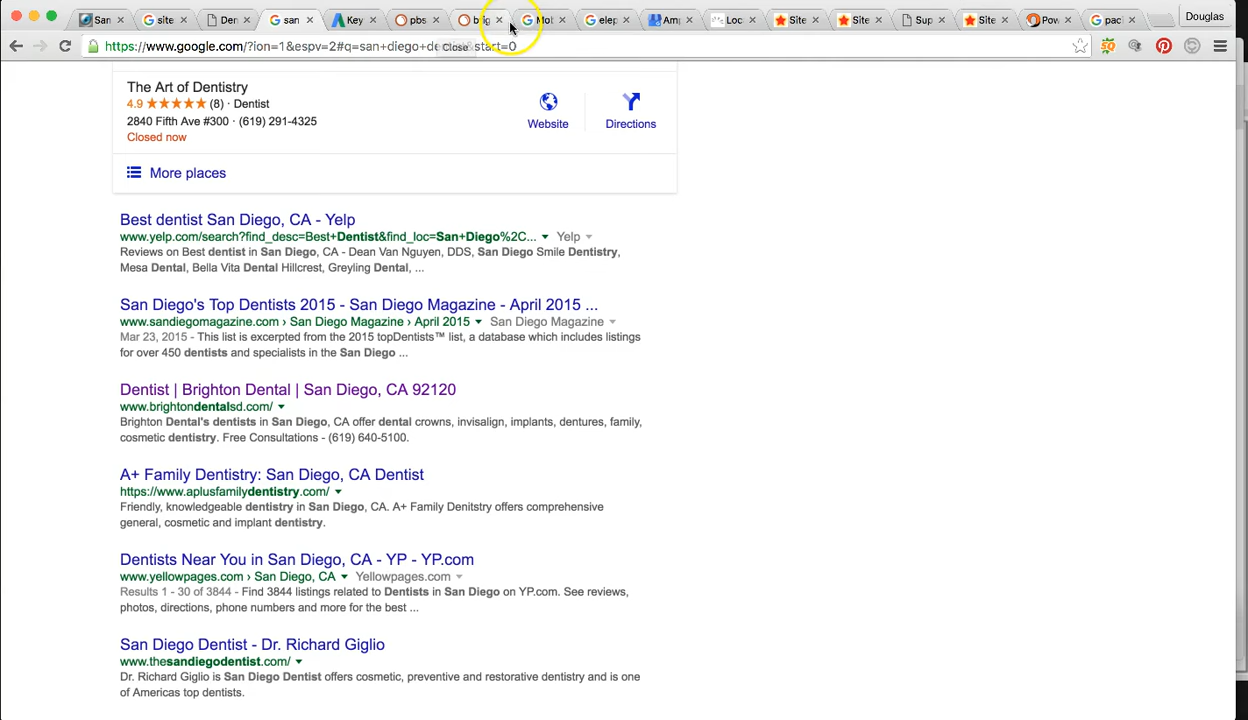 San
site
Den
san
Key
pbs
brig
Mob
elep
Amp
Loc
Site
Site
Sup
Site
Pow
pac
Douglas
https://www.google.com/?ion=1&espv=2#q=san+diego+de start=0
Close
The Art of Dentistry
4.9 ★★★★★ (8) · Dentist
2840 Fifth Ave #300 · (619) 291-4325
Closed now
Website
Directions
More places
Best dentist San Diego, CA - Yelp
www.yelp.com/search?find_desc=Best+Dentist&find_loc=San+Diego%2C... Yelp
Reviews on Best dentist in San Diego, CA - Dean Van Nguyen, DDS, San Diego Smile Dentistry,
Mesa Dental, Bella Vita Dental Hillcrest, Greyling Dental, ...
San Diego's Top Dentists 2015 - San Diego Magazine - April 2015 ...
www.sandiegomagazine.com › San Diego Magazine › April 2015 San Diego Magazine
Mar 23, 2015 - This list is excerpted from the 2015 topDentists™ list, a database which includes listings
for over 450 dentists and specialists in the San Diego ...
Dentist | Brighton Dental | San Diego, CA 92120
www.brightondentalsd.com/
Brighton Dental's dentists in San Diego, CA offer dental crowns, invisalign, implants, dentures, family,
cosmetic dentistry. Free Consultations - (619) 640-5100.
A+ Family Dentistry: San Diego, CA Dentist
https://www.aplusfamilydentistry.com/
Friendly, knowledgeable dentistry in San Diego, CA. A+ Family Denitstry offers comprehensive
general, cosmetic and implant dentistry.
Dentists Near You in San Diego, CA - YP - YP.com
www.yellowpages.com › San Diego, CA Yellowpages.com
Results 1 - 30 of 3844 - Find 3844 listings related to Dentists in San Diego on YP.com. See reviews,
photos, directions, phone numbers and more for the best ...
San Diego Dentist - Dr. Richard Giglio
www.thesandiegodentist.com/
Dr. Richard Giglio is San Diego Dentist offers cosmetic, preventive and restorative dentistry and is one
of Americas top dentists.